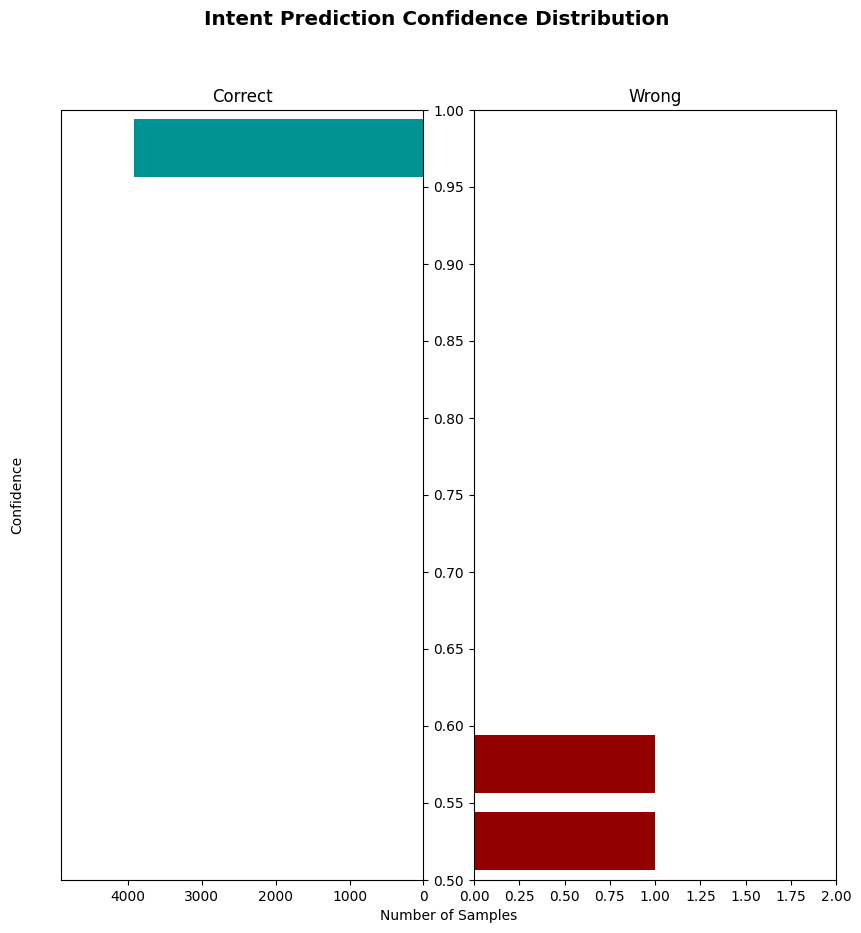 Intent Prediction Confidence Distribution
Correct
Wrong
1.00
0.95
0.90
0.85
0.80
0.75
0.70
0.65
0.60
0.55
0.50
Confidence
4000 3000 2000 1000 0
0.00 0.25 0.50 0.75 1.00 1.25 1.50 1.75 2.00
Number of Samples